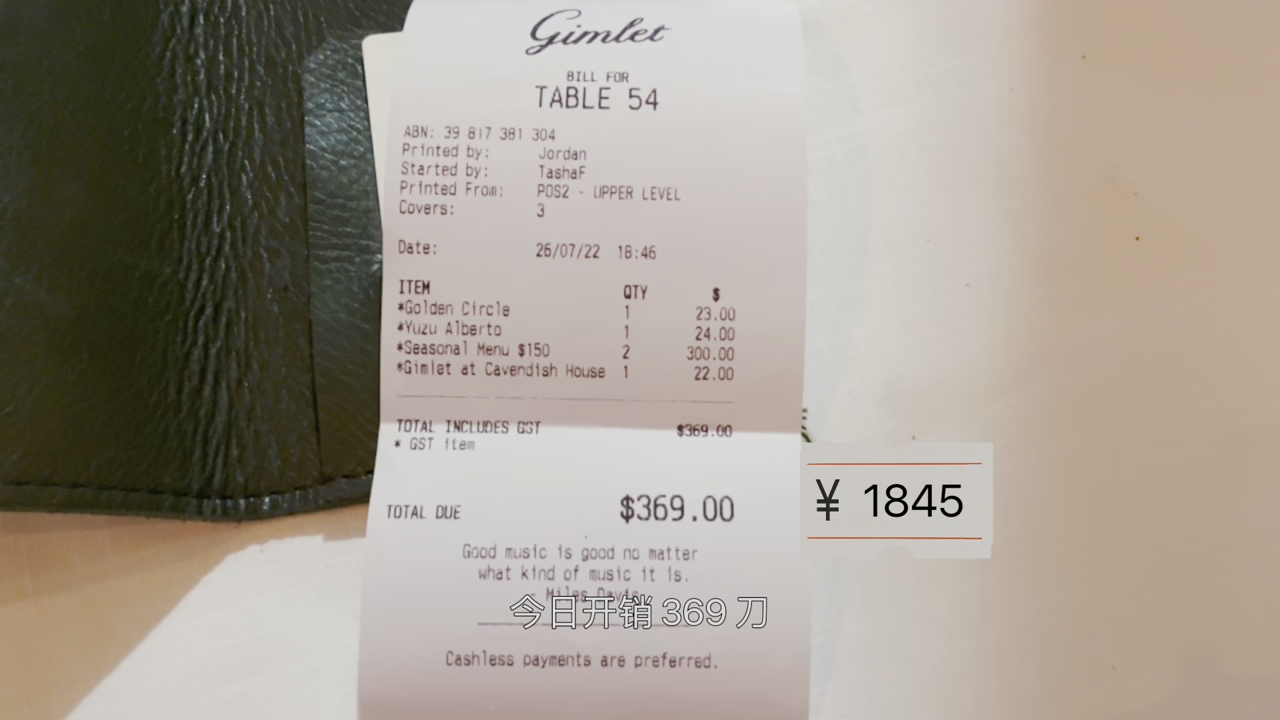 Gimlet
BILL FOR
TABLE 54
ABN: 39 817 381 304
Printed by: Jordan
Started by: TashaF
Printed From: POS2 - UPPER LEVEL
Covers: 3
Date: 26/07/22 18:46
ITEM QTY $
*Golden Circle 1 23.00
*Yuzu Alberto 1 24.00
*Seasonal Menu $150 2 300.00
*Gimlet at Cavendish House 1 22.00
TOTAL INCLUDES GST $369.00
* GST item
TOTAL DUE $369.00
¥ 1845
Good music is good no matter
what kind of music it is.
- Miles Davis
今日开销 369 刀
Cashless payments are preferred.